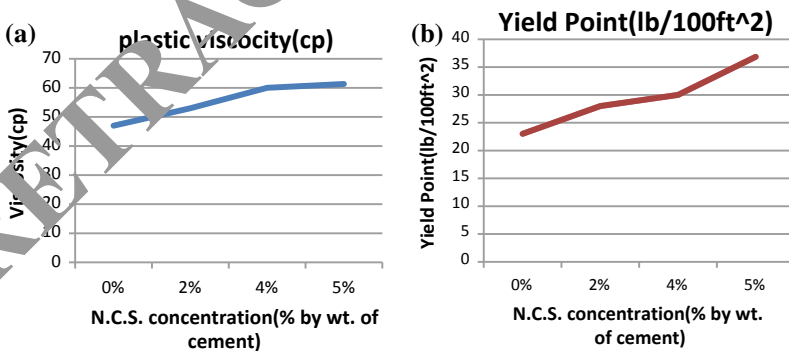 (a)
plastic viscocity(cp)
Viscosity(cp)
70
60
50
40
30
20
10
0
0% 2% 4% 5%
N.C.S. concentration(% by wt. of
cement)
(b)
Yield Point(lb/100ft^2)
Yield Point(lb/100ft^2)
40
35
30
25
20
15
10
5
0
0% 2% 4% 5%
N.C.S. concentration(% by wt.
of cement)